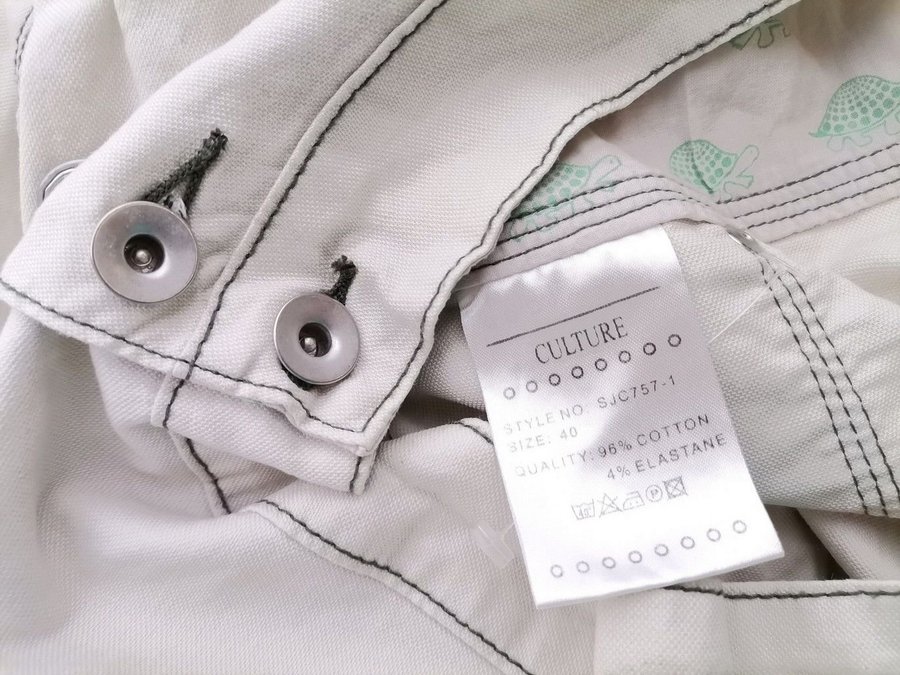 CULTURE
STYLE NO: SJC757-1
SIZE: 40
QUALITY: 96% COTTON
4% ELASTANE